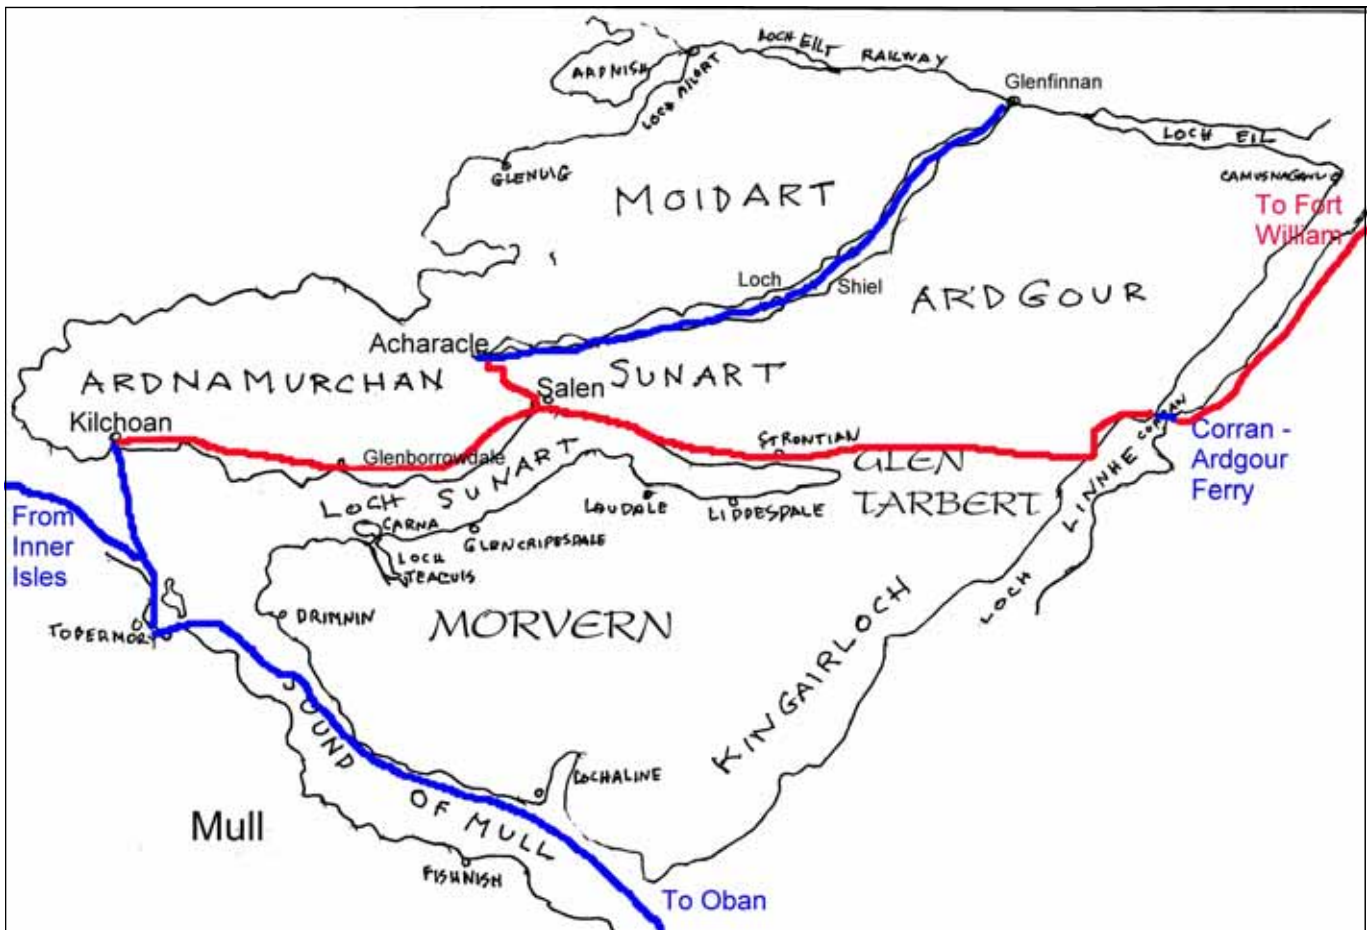 LOCH EILT RAILWAY
ARDNISH
Glenfinnan
LOCH AILORT
LOCH EIL
GLENUIG
CAMUSNAGAUL
MOIDART
To Fort
William
Loch Shiel
ARDGOUR
Acharacle
SUNART
ARDNAMURCHAN
Salen
Kilchoan
STRONTIAN
CORRAN
Corran -
Ardgour
Ferry
Glenborrowdale
GLEN
TARBERT
LOCH SUNART
LAUDALE
LIDDESDALE
LOCH LINNHE
From
Inner
Isles
CARNA
GLENCRIPESDALE
LOCH
TEACUIS
DRIMNIN
MORVERN
TOBERMORY
KINGAIRLOCH
SOUND
OF MULL
LOCHALINE
Mull
FISHNISH
To Oban